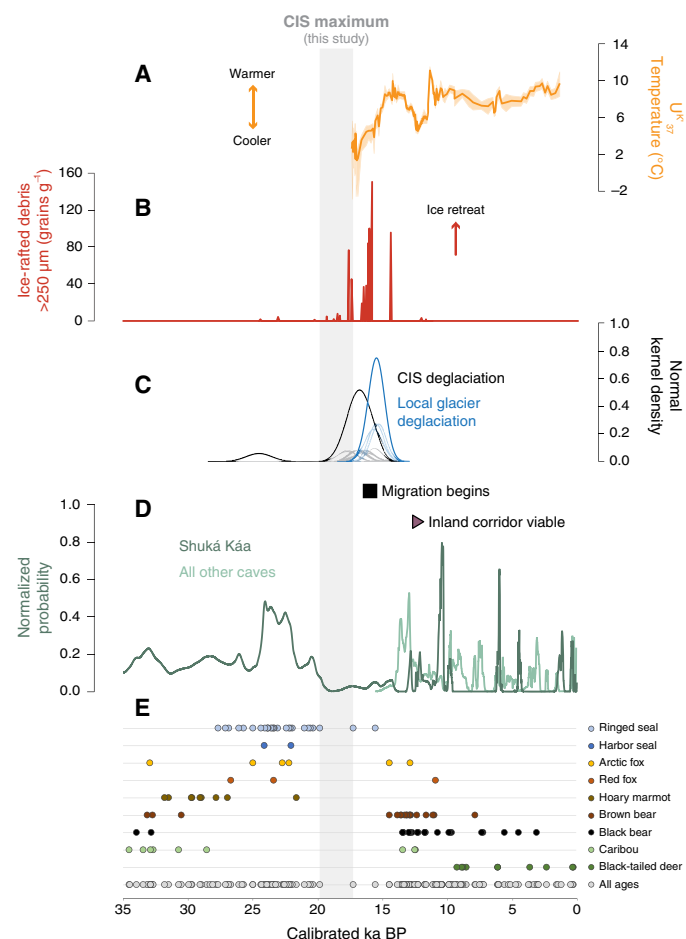 CIS maximum
(this study)
A
Warmer
Cooler
14
10
6
2
−2
Uᴷ'₃₇
Temperature (°C)
B
160
120
80
40
0
Ice-rafted debris
>250 µm (grains g⁻¹)
Ice retreat
C
CIS deglaciation
Local glacier
deglaciation
1.0
0.8
0.6
0.4
0.2
0.0
Normal
kernel density
Migration begins
Inland corridor viable
D
1.0
0.8
0.6
0.4
0.2
0.0
Normalized
probability
Shuká Káa
All other caves
E
Ringed seal
Harbor seal
Arctic fox
Red fox
Hoary marmot
Brown bear
Black bear
Caribou
Black-tailed deer
All ages
35 30 25 20 15 10 5 0
Calibrated ka BP